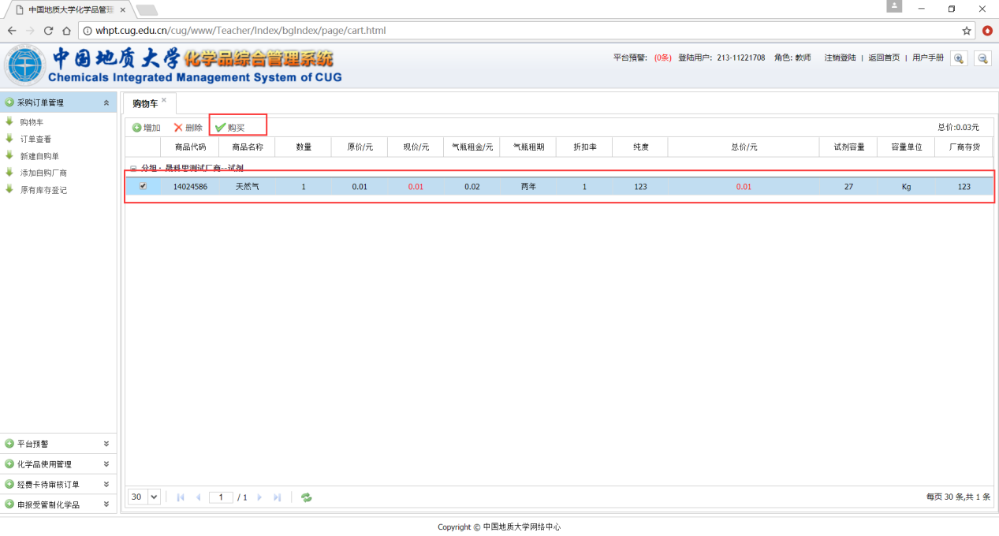 中国地质大学化学品管理
whpt.cug.edu.cn/cug/www/Teacher/Index/bgIndex/page/cart.html
中国地质大学化学品综合管理系统
Chemicals Integrated Management System of CUG
平台预警: (0条) 登陆用户: 213-11221708 角色: 教师 注销登陆 | 返回首页 | 用户手册
采购订单管理
购物车
订单查看
新建自购单
添加自购厂商
原有库存登记
平台预警
化学品使用管理
经费卡待审核订单
申报受管制化学品
购物车
增加 删除 购买 总价:0.03元
商品代码 商品名称 数量 原价/元 现价/元 气瓶租金/元 气瓶租期 折扣率 纯度 总价/元 试剂容量 容量单位 厂商存货
分组: 晟科里测试厂商--试剂
14024586 天然气 1 0.01 0.01 0.02 两年 1 123 0.01 27 Kg 123
30 1 / 1 每页 30 条,共 1 条
Copyright © 中国地质大学网络中心